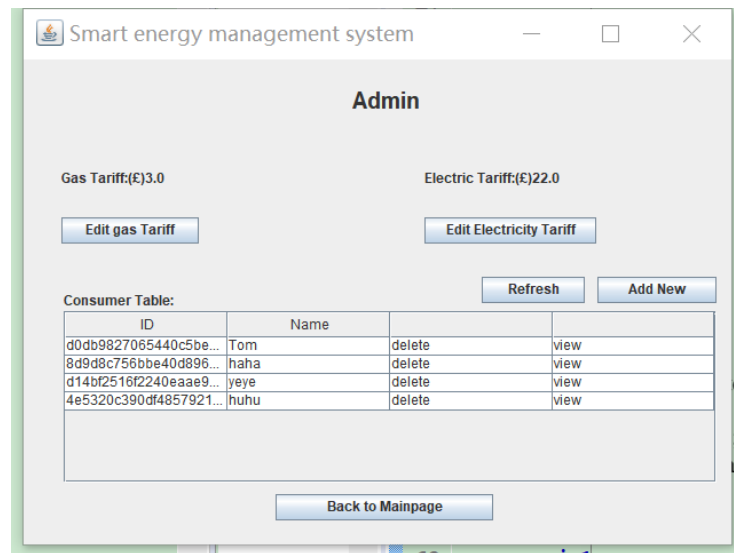 Smart energy management system
Admin
Gas Tariff:(£)3.0 Electric Tariff:(£)22.0
Edit gas Tariff Edit Electricity Tariff
Refresh Add New
Consumer Table:
ID Name
d0db9827065440c5be... Tom delete view
8d9d8c756bbe40d896... haha delete view
d14bf2516f2240eaae9... yeye delete view
4e5320c390df4857921... huhu delete view
Back to Mainpage